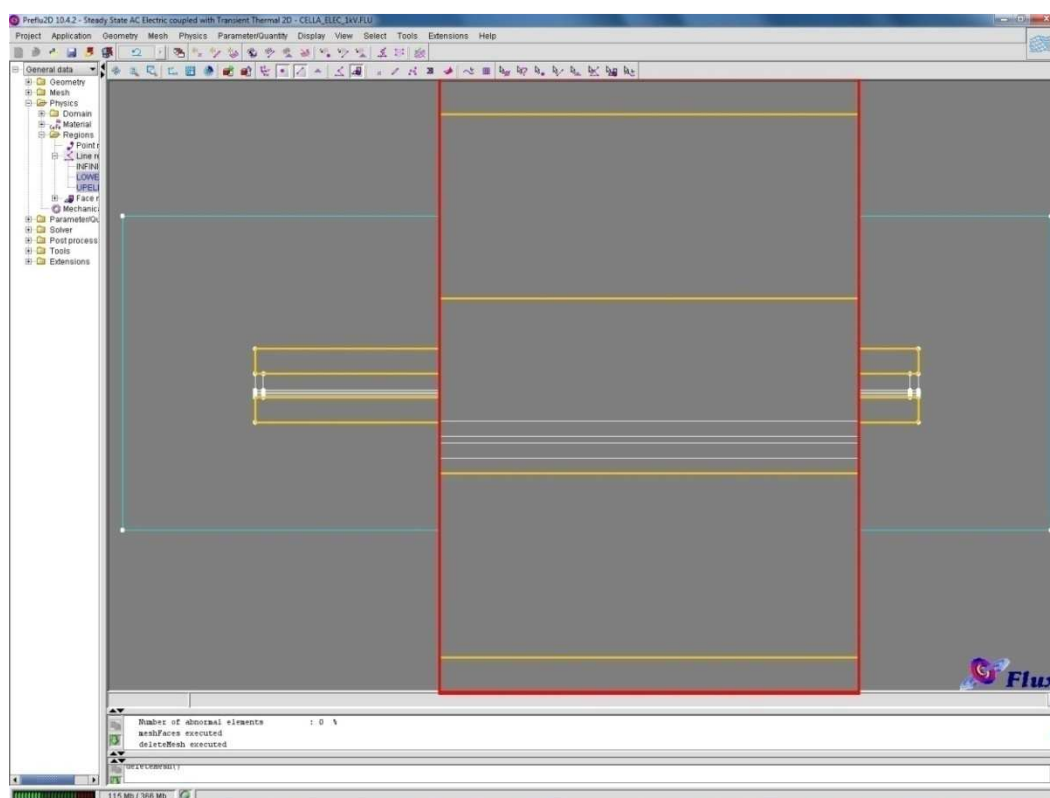 Preflu2D 10.4.2 - Steady State AC Electric coupled with Transient Thermal 2D - CELLA_ELEC_1kV.FLU
Project Application Geometry Mesh Physics Parameter/Quantity Display View Select Tools Extensions Help
General data
Geometry
Mesh
Physics
Domain
Material
Regions
Point r
Line r
INFINI
LOWE
UPELI
Face r
Mechanic
Parameter/Qu
Solver
Post process
Tools
Extensions
Flux
Number of abnormal elements : 0 %
meshFaces executed
deleteMesh executed
deleteMesh()
115 Mb / 366 Mb